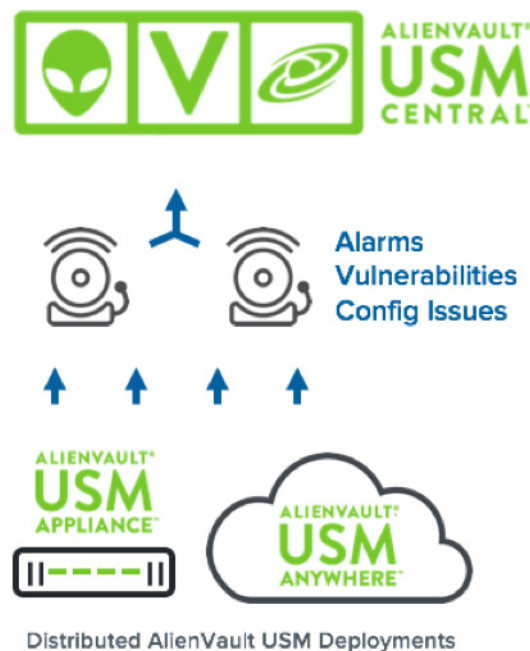 ALIENVAULT®
USM
CENTRAL™
Alarms
Vulnerabilities
Config Issues
ALIENVAULT®
USM
APPLIANCE™
ALIENVAULT®
USM
ANYWHERE™
Distributed AlienVault USM Deployments